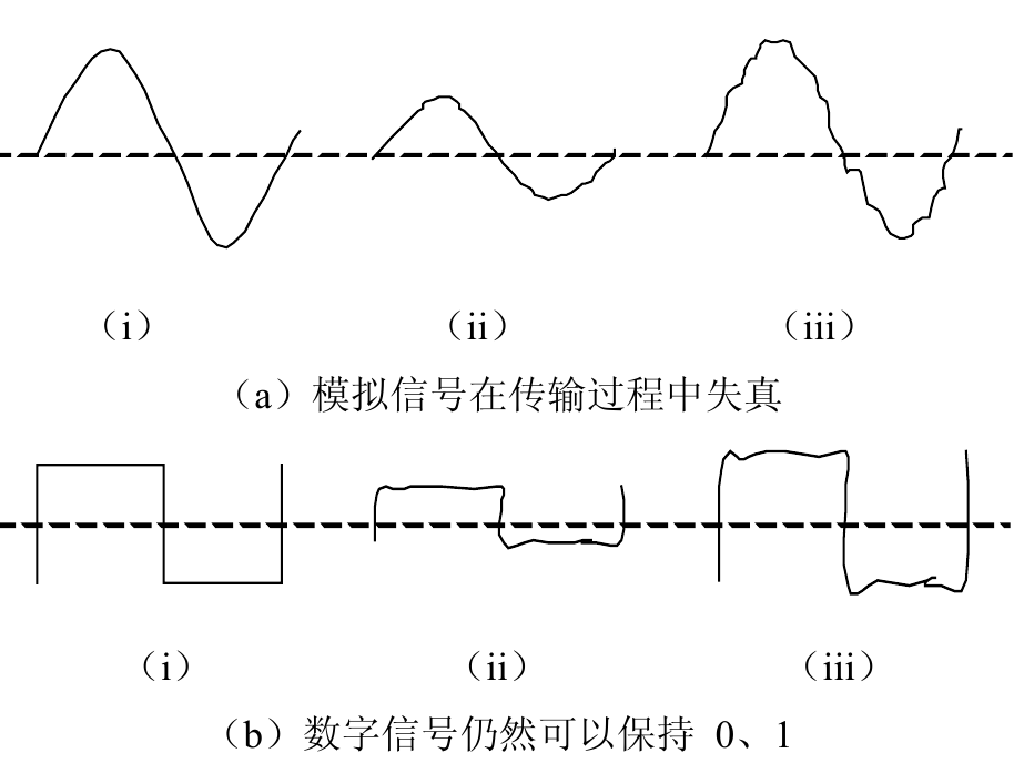 （i） （ii） （iii）
（a）模拟信号在传输过程中失真
（i） （ii） （iii）
（b）数字信号仍然可以保持 0、1